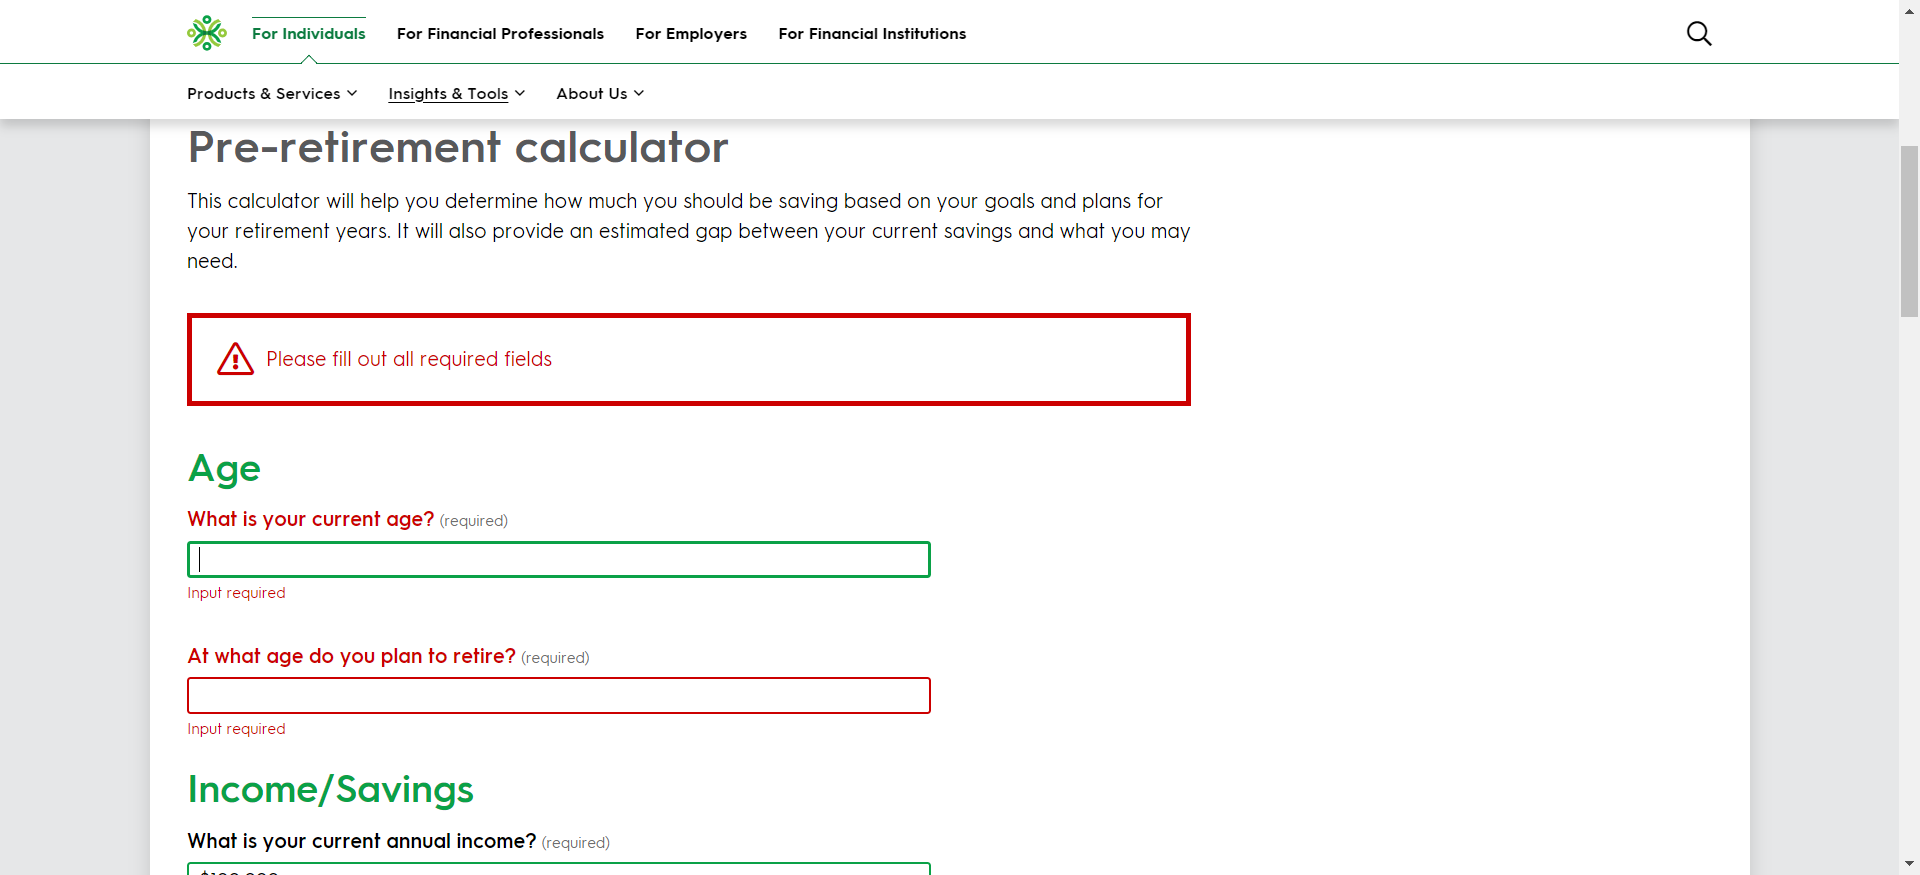 For Individuals
For Financial Professionals
For Employers
For Financial Institutions
Products & Services
Insights & Tools
About Us
Pre-retirement calculator
This calculator will help you determine how much you should be saving based on your goals and plans for
your retirement years. It will also provide an estimated gap between your current savings and what you may
need.
Please fill out all required fields
Age
What is your current age? (required)
Input required
At what age do you plan to retire? (required)
Input required
Income/Savings
What is your current annual income? (required)